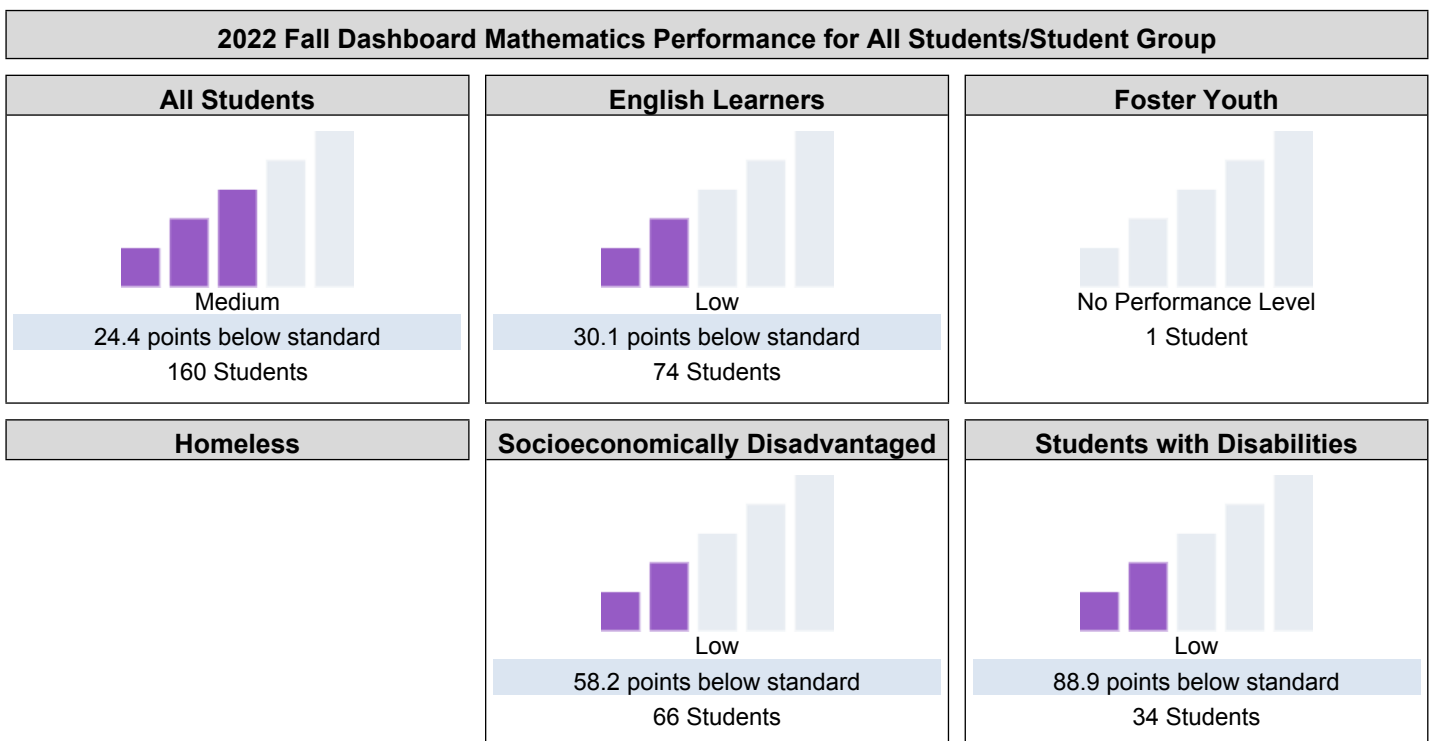 2022 Fall Dashboard Mathematics Performance for All Students/Student Group
All Students
Medium
24.4 points below standard
160 Students
English Learners
Low
30.1 points below standard
74 Students
Foster Youth
No Performance Level
1 Student
Homeless
Socioeconomically Disadvantaged
Low
58.2 points below standard
66 Students
Students with Disabilities
Low
88.9 points below standard
34 Students